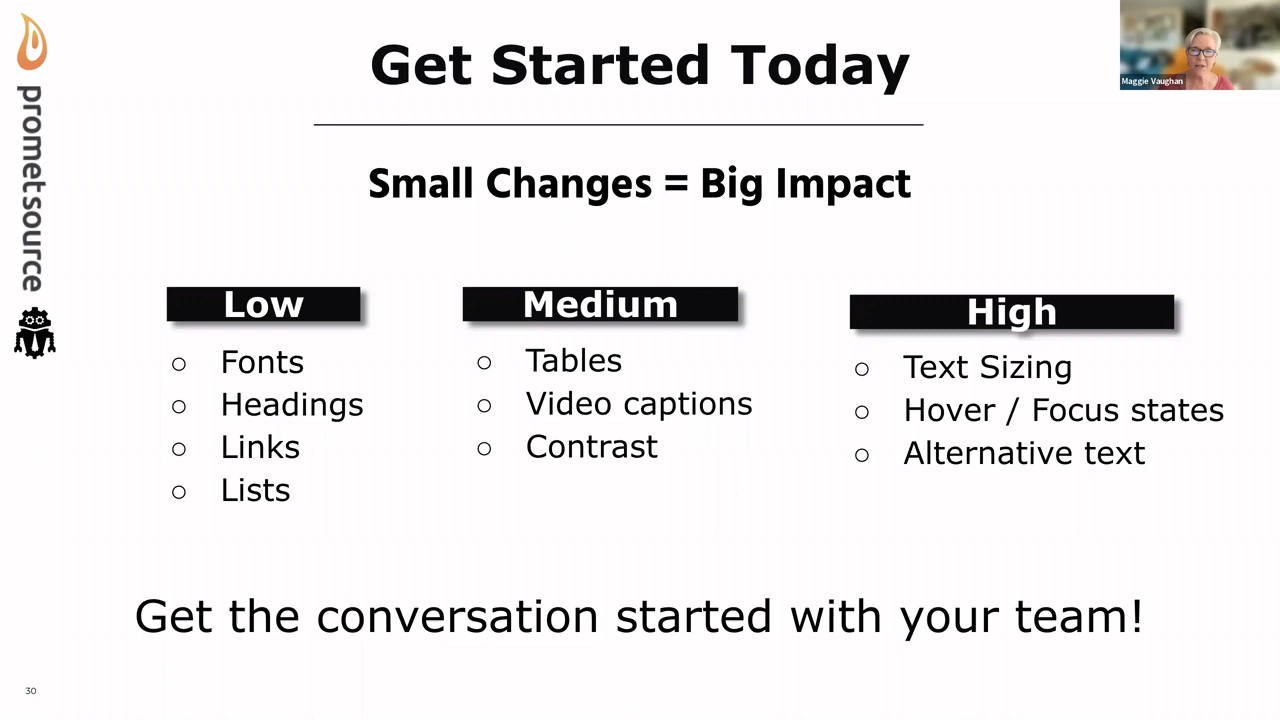 Get Started Today
Maggie Vaughan
prometsource
Small Changes = Big Impact
Low
○ Fonts
○ Headings
○ Links
○ Lists
Medium
○ Tables
○ Video captions
○ Contrast
High
○ Text Sizing
○ Hover / Focus states
○ Alternative text
Get the conversation started with your team!
30